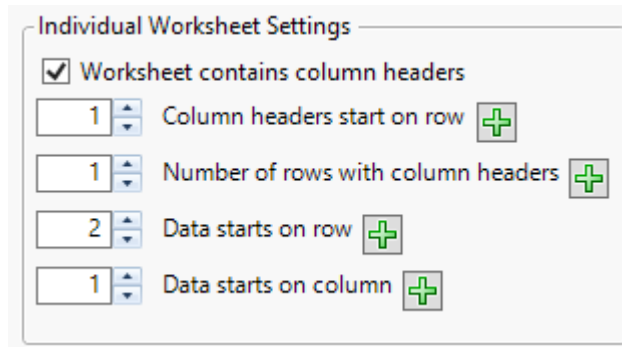 Individual Worksheet Settings
Worksheet contains column headers
1 Column headers start on row
1 Number of rows with column headers
2 Data starts on row
1 Data starts on column